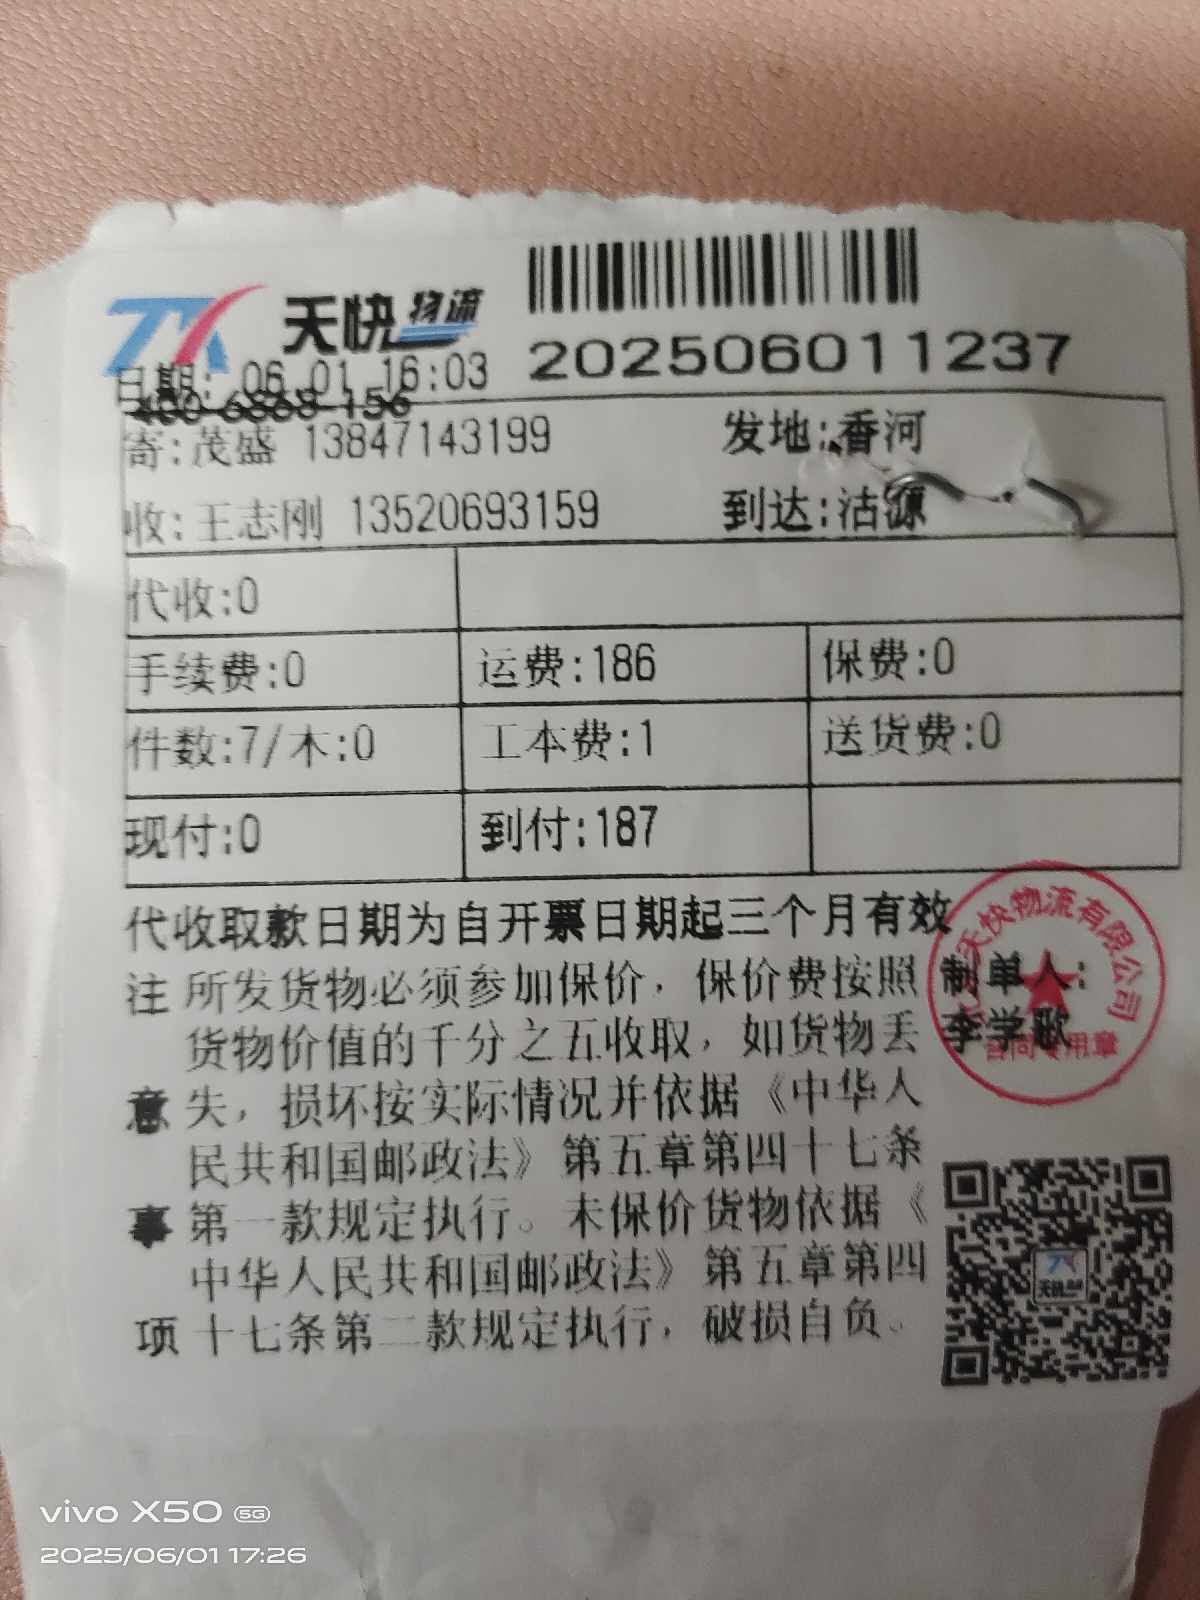 天快物流
202506011237
日期: 06 01 16:03
400-6868-156
寄:茂盛 13847143199 发地:香河
收:王志刚 13520693159 到达:沽源
代收:0
手续费:0 运费:186 保费:0
件数:7/木:0 工本费:1 送货费:0
现付:0 到付:187
代收取款日期为自开票日期起三个月有效
注 所发货物必须参加保价，保价费按照
货物价值的千分之五收取，如货物丢
意 失，损坏按实际情况并依据《中华人
民共和国邮政法》第五章第四十七条
事 第一款规定执行。未保价货物依据《
中华人民共和国邮政法》第五章第四
项 十七条第二款规定执行，破损自负。
制单人:
李学歌
天快物流有限公司
合同专用章
天快
vivo X50 5G
2025/06/01 17:26